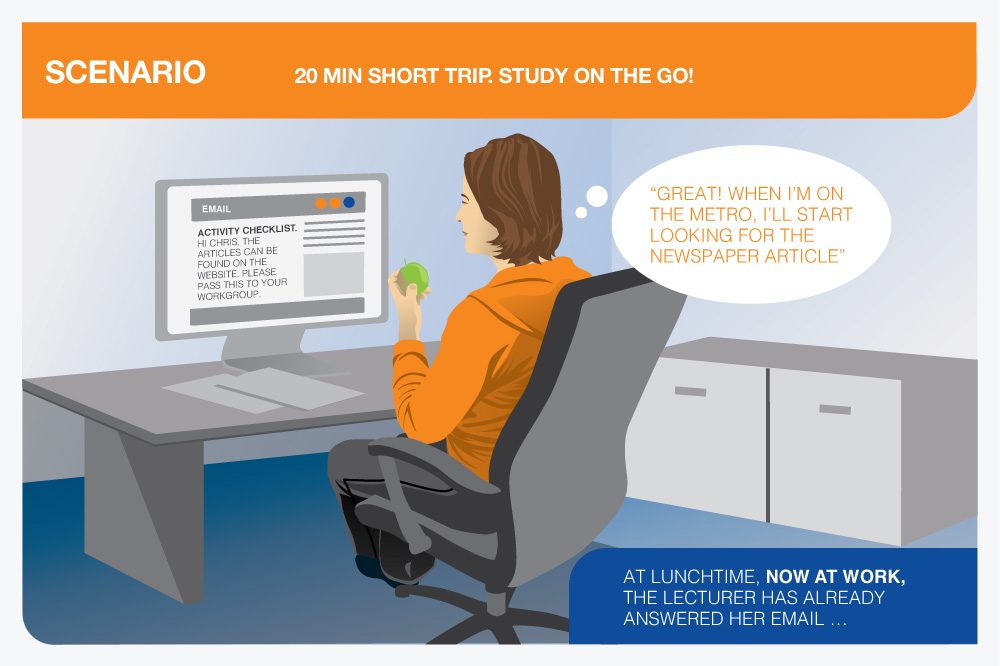 SCENARIO
20 MIN SHORT TRIP. STUDY ON THE GO!
EMAIL
ACTIVITY CHECKLIST.
HI CHRIS, THE
ARTICLES CAN BE
FOUND ON THE
WEBSITE. PLEASE
PASS THIS TO YOUR
WORKGROUP.
“GREAT! WHEN I’M ON
THE METRO, I’LL START
LOOKING FOR THE
NEWSPAPER ARTICLE”
AT LUNCHTIME, NOW AT WORK,
THE LECTURER HAS ALREADY
ANSWERED HER EMAIL …